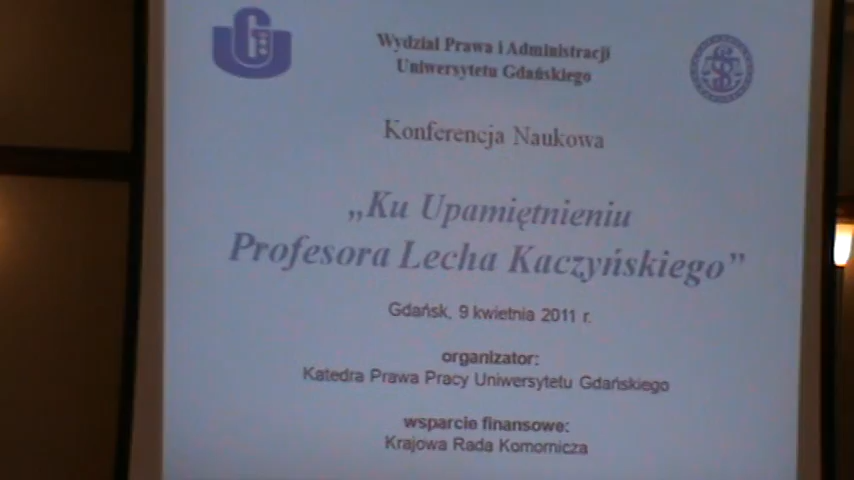 Wydział Prawa i Administracji
Uniwersytetu Gdańskiego
Konferencja Naukowa
„Ku Upamiętnieniu
Profesora Lecha Kaczyńskiego”
Gdańsk, 9 kwietnia 2011 r.
organizator:
Katedra Prawa Pracy Uniwersytetu Gdańskiego
wsparcie finansowe:
Krajowa Rada Komornicza